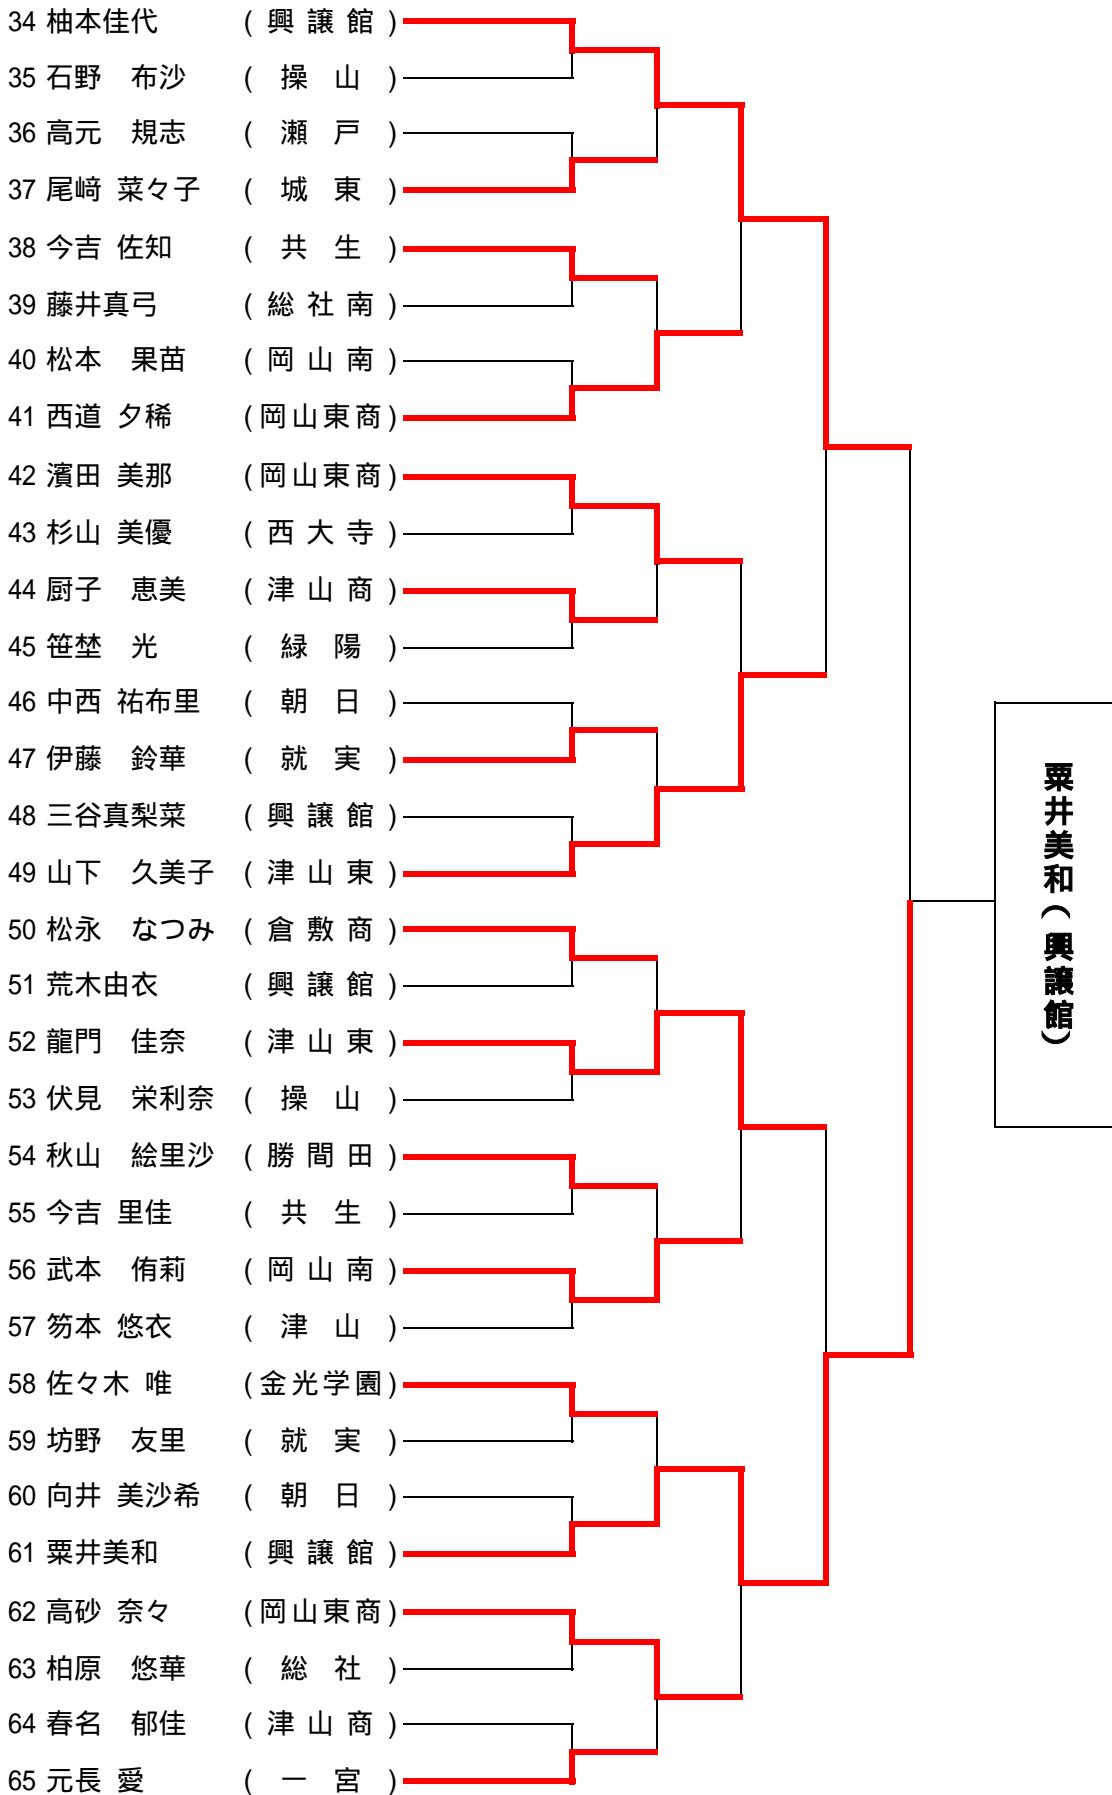 34 柚本佳代 ( 興 譲 館 )
35 石野 布沙 ( 操 山 )
36 高元 規志 ( 瀬 戸 )
37 尾﨑 菜々子 ( 城 東 )
38 今吉 佐知 ( 共 生 )
39 藤井真弓 ( 総 社 南 )
40 松本 果苗 ( 岡 山 南 )
41 西道 夕稀 (岡山東商)
42 濱田 美那 (岡山東商)
43 杉山 美優 ( 西 大 寺 )
44 厨子 恵美 ( 津 山 商 )
45 笹埜 光 ( 緑 陽 )
46 中西 祐布里 ( 朝 日 )
47 伊藤 鈴華 ( 就 実 )
48 三谷真梨菜 ( 興 譲 館 )
49 山下 久美子 ( 津 山 東 )
50 松永 なつみ ( 倉 敷 商 )
51 荒木由衣 ( 興 譲 館 )
52 龍門 佳奈 ( 津 山 東 )
53 伏見 栄利奈 ( 操 山 )
54 秋山 絵里沙 ( 勝 間 田 )
55 今吉 里佳 ( 共 生 )
56 武本 侑莉 ( 岡 山 南 )
57 笏本 悠衣 ( 津 山 )
58 佐々木 唯 (金光学園)
59 坊野 友里 ( 就 実 )
60 向井 美沙希 ( 朝 日 )
61 粟井美和 ( 興 譲 館 )
62 高砂 奈々 (岡山東商)
63 柏原 悠華 ( 総 社 )
64 春名 郁佳 ( 津 山 商 )
65 元長 愛 ( 一 宮 )
粟井美和(興譲館)